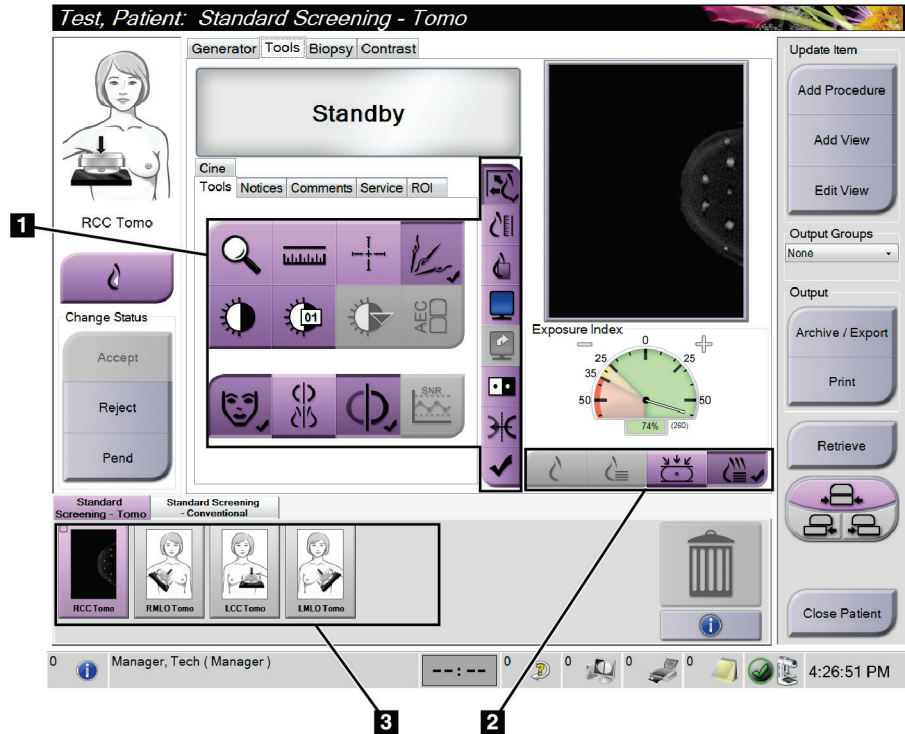 Test, Patient: Standard Screening - Tomo
Generator Tools Biopsy Contrast
Standby
Cine
Tools Notices Comments Service ROI
RCC Tomo
Change Status
Accept
Reject
Pend
1
01
AEC
SNR
Exposure Index
0
25 25
35
50 50
74% (260)
Update Item
Add Procedure
Add View
Edit View
Output Groups
None
Output
Archive / Export
Print
Retrieve
Close Patient
Standard
Screening - Tomo
Standard Screening
- Conventional
RCC Tomo
RMLO Tomo
LCC Tomo
LMLO Tomo
0
Manager, Tech ( Manager )
--:--
0
0
0
0
4:26:51 PM
3
2